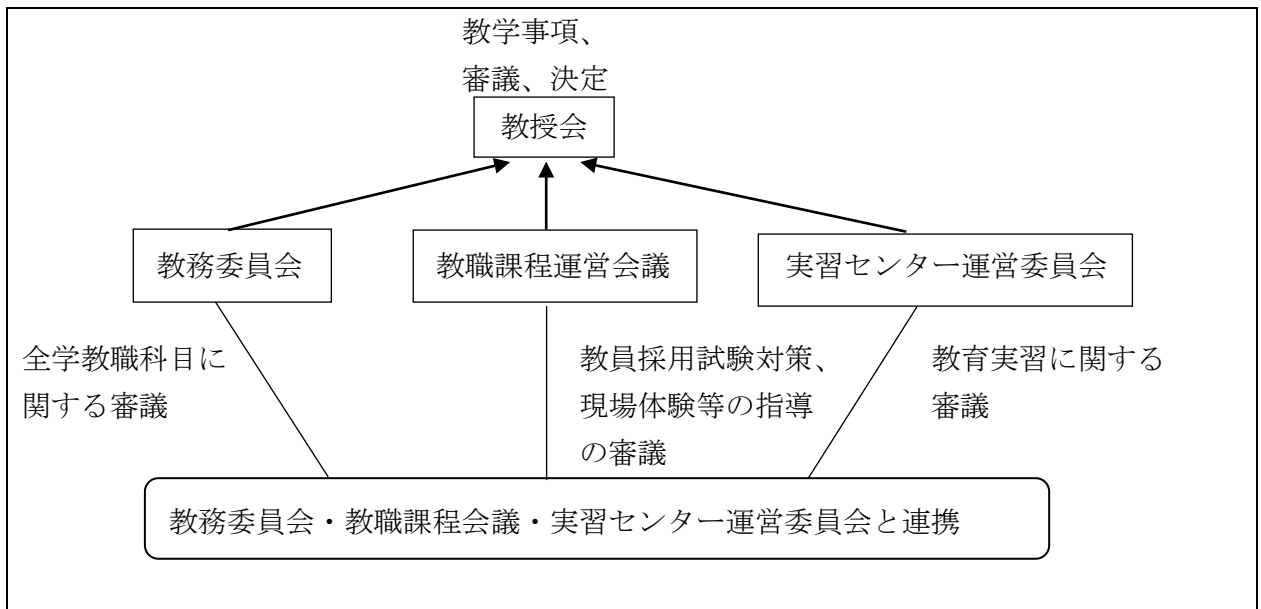 教学事項、
審議、決定
教授会
教務委員会
教職課程運営会議
実習センター運営委員会
全学教職科目に
関する審議
教員採用試験対策、
現場体験等の指導
の審議
教育実習に関する
審議
教務委員会・教職課程会議・実習センター運営委員会と連携